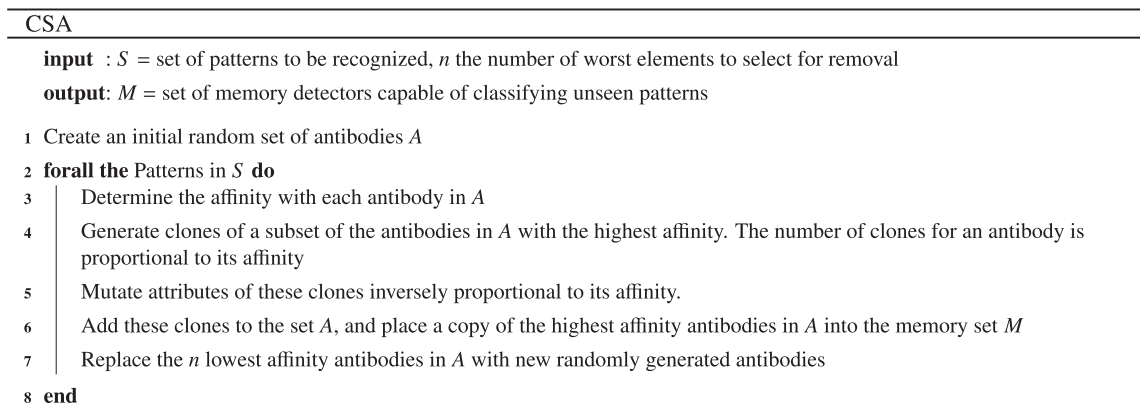 CSA
input : S = set of patterns to be recognized, n the number of worst elements to select for removal
output: M = set of memory detectors capable of classifying unseen patterns
1 Create an initial random set of antibodies A
2 forall the Patterns in S do
3 Determine the affinity with each antibody in A
4 Generate clones of a subset of the antibodies in A with the highest affinity. The number of clones for an antibody is
proportional to its affinity
5 Mutate attributes of these clones inversely proportional to its affinity.
6 Add these clones to the set A, and place a copy of the highest affinity antibodies in A into the memory set M
7 Replace the n lowest affinity antibodies in A with new randomly generated antibodies
8 end